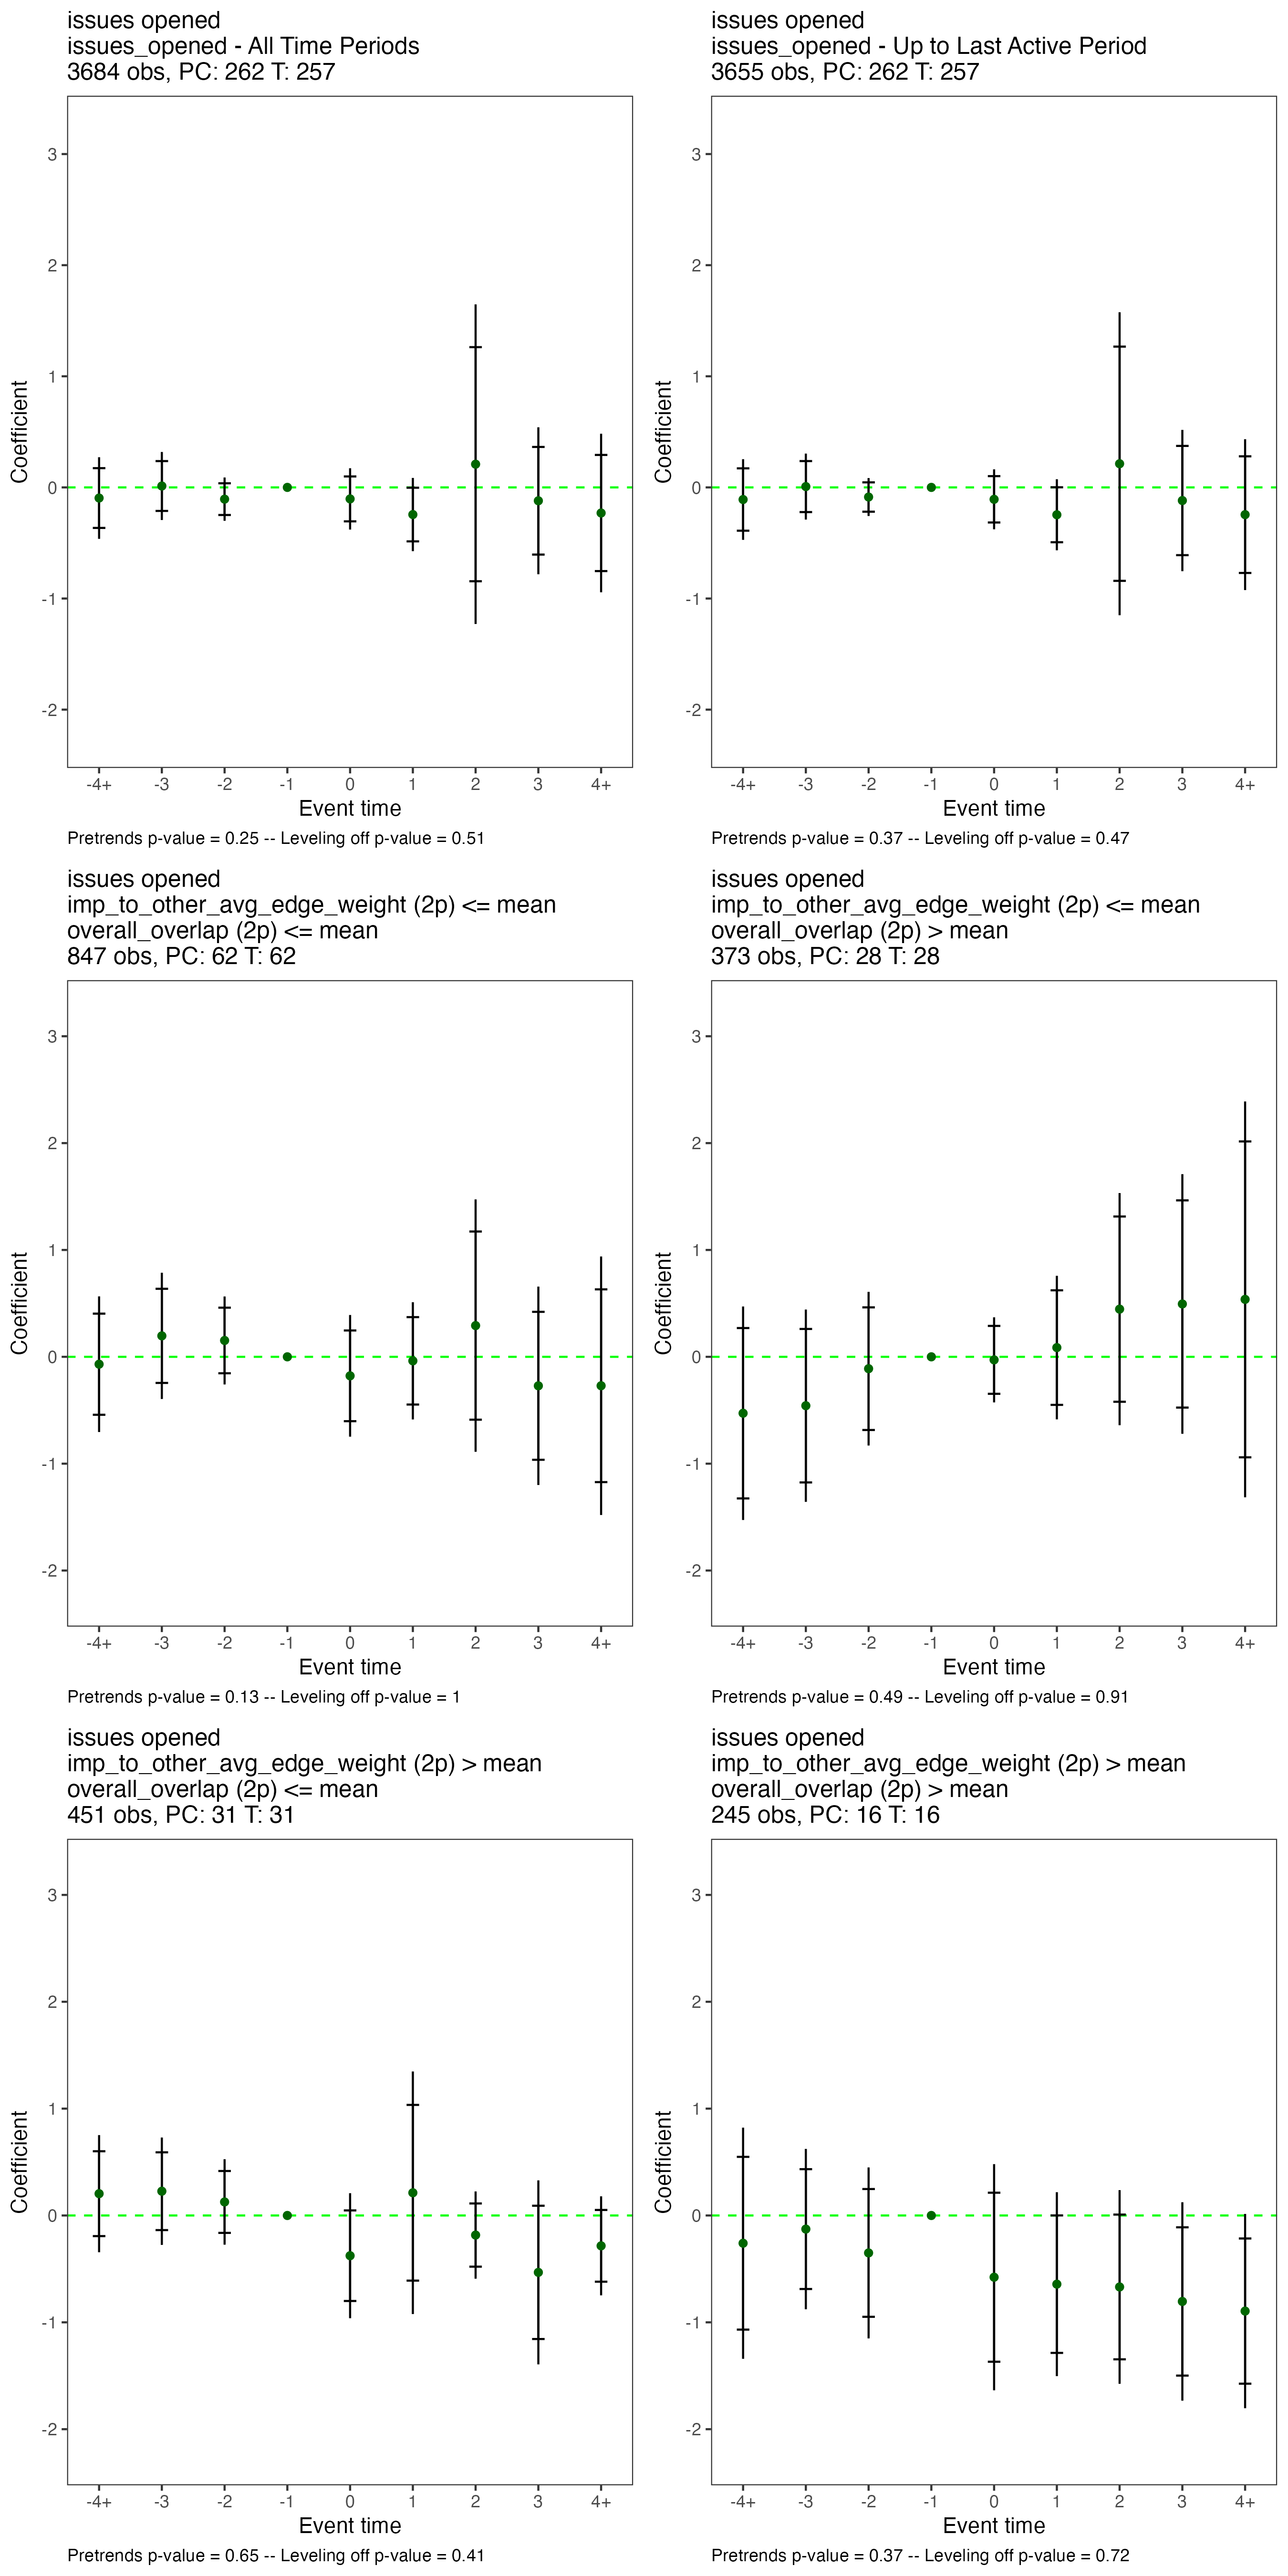 issues opened
issues_opened - All Time Periods
3684 obs, PC: 262 T: 257
3
2
1
0
-1
-2
Coefficient
-4+ -3 -2 -1 0 1 2 3 4+
Event time
Pretrends p-value = 0.25 -- Leveling off p-value = 0.51
issues opened
issues_opened - Up to Last Active Period
3655 obs, PC: 262 T: 257
3
2
1
0
-1
-2
Coefficient
-4+ -3 -2 -1 0 1 2 3 4+
Event time
Pretrends p-value = 0.37 -- Leveling off p-value = 0.47
issues opened
imp_to_other_avg_edge_weight (2p) <= mean
overall_overlap (2p) <= mean
847 obs, PC: 62 T: 62
3
2
1
0
-1
-2
Coefficient
-4+ -3 -2 -1 0 1 2 3 4+
Event time
Pretrends p-value = 0.13 -- Leveling off p-value = 1
issues opened
imp_to_other_avg_edge_weight (2p) <= mean
overall_overlap (2p) > mean
373 obs, PC: 28 T: 28
3
2
1
0
-1
-2
Coefficient
-4+ -3 -2 -1 0 1 2 3 4+
Event time
Pretrends p-value = 0.49 -- Leveling off p-value = 0.91
issues opened
imp_to_other_avg_edge_weight (2p) > mean
overall_overlap (2p) <= mean
451 obs, PC: 31 T: 31
3
2
1
0
-1
-2
Coefficient
-4+ -3 -2 -1 0 1 2 3 4+
Event time
Pretrends p-value = 0.65 -- Leveling off p-value = 0.41
issues opened
imp_to_other_avg_edge_weight (2p) > mean
overall_overlap (2p) > mean
245 obs, PC: 16 T: 16
3
2
1
0
-1
-2
Coefficient
-4+ -3 -2 -1 0 1 2 3 4+
Event time
Pretrends p-value = 0.37 -- Leveling off p-value = 0.72